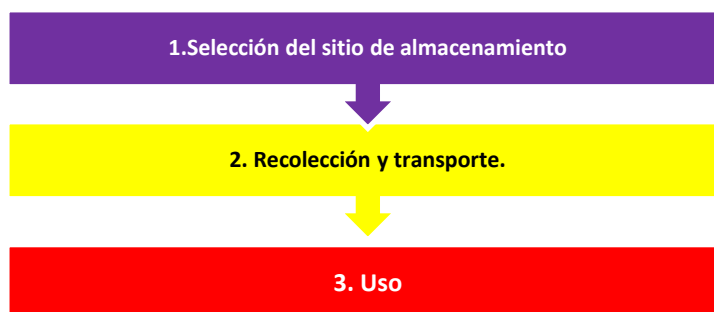 1.Selección del sitio de almacenamiento
2. Recolección y transporte.
3. Uso